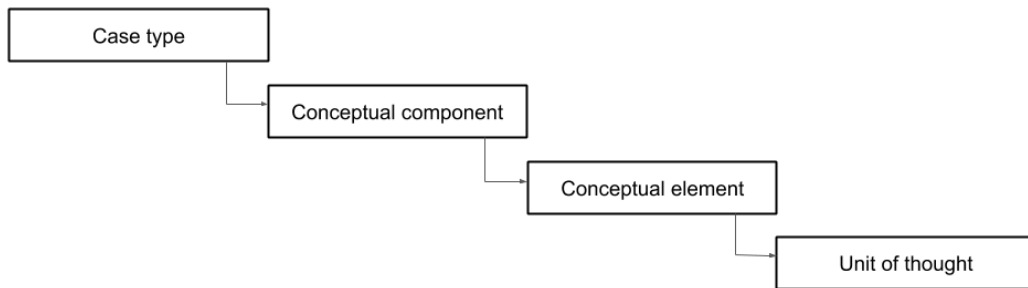 Case type
Conceptual component
Conceptual element
Unit of thought